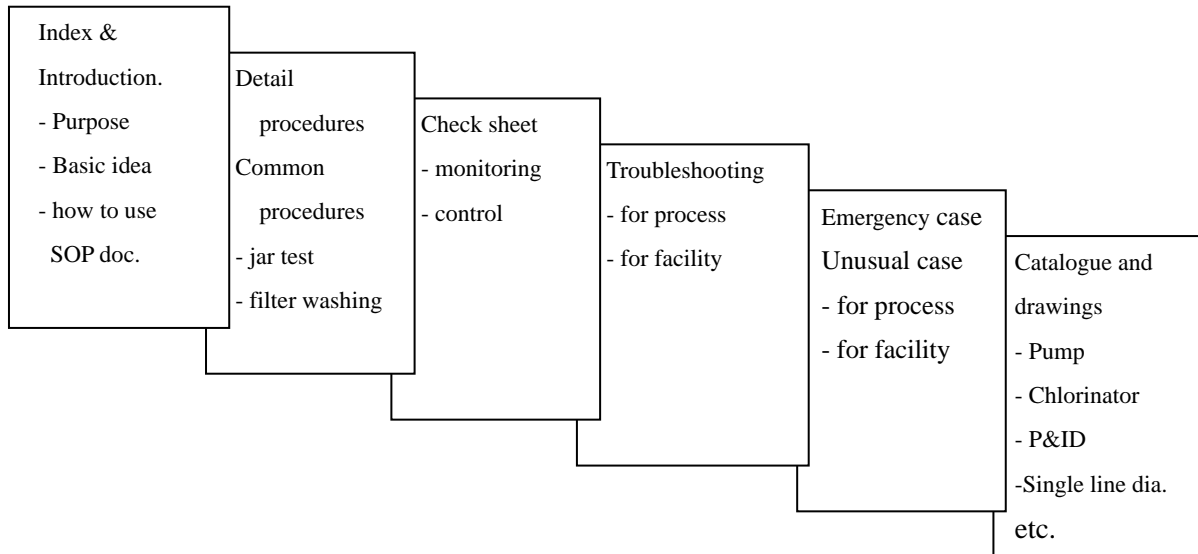 Index &
Introduction.
- Purpose
- Basic idea
- how to use
SOP doc.
Detail
procedures
Common
procedures
- jar test
- filter washing
Check sheet
- monitoring
- control
Troubleshooting
- for process
- for facility
Emergency case
Unusual case
- for process
- for facility
Catalogue and
drawings
- Pump
- Chlorinator
- P&ID
-Single line dia.
etc.